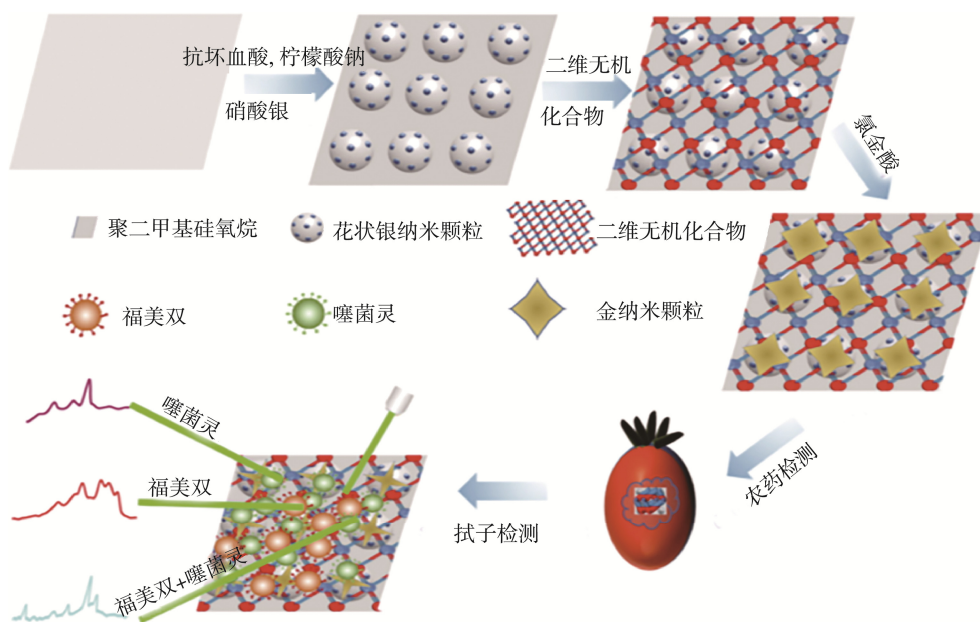 抗坏血酸, 柠檬酸钠
硝酸银
二维无机
化合物
氯金酸
聚二甲基硅氧烷
花状银纳米颗粒
二维无机化合物
福美双
噻菌灵
金纳米颗粒
农药检测
拭子检测
噻菌灵
福美双
福美双+噻菌灵